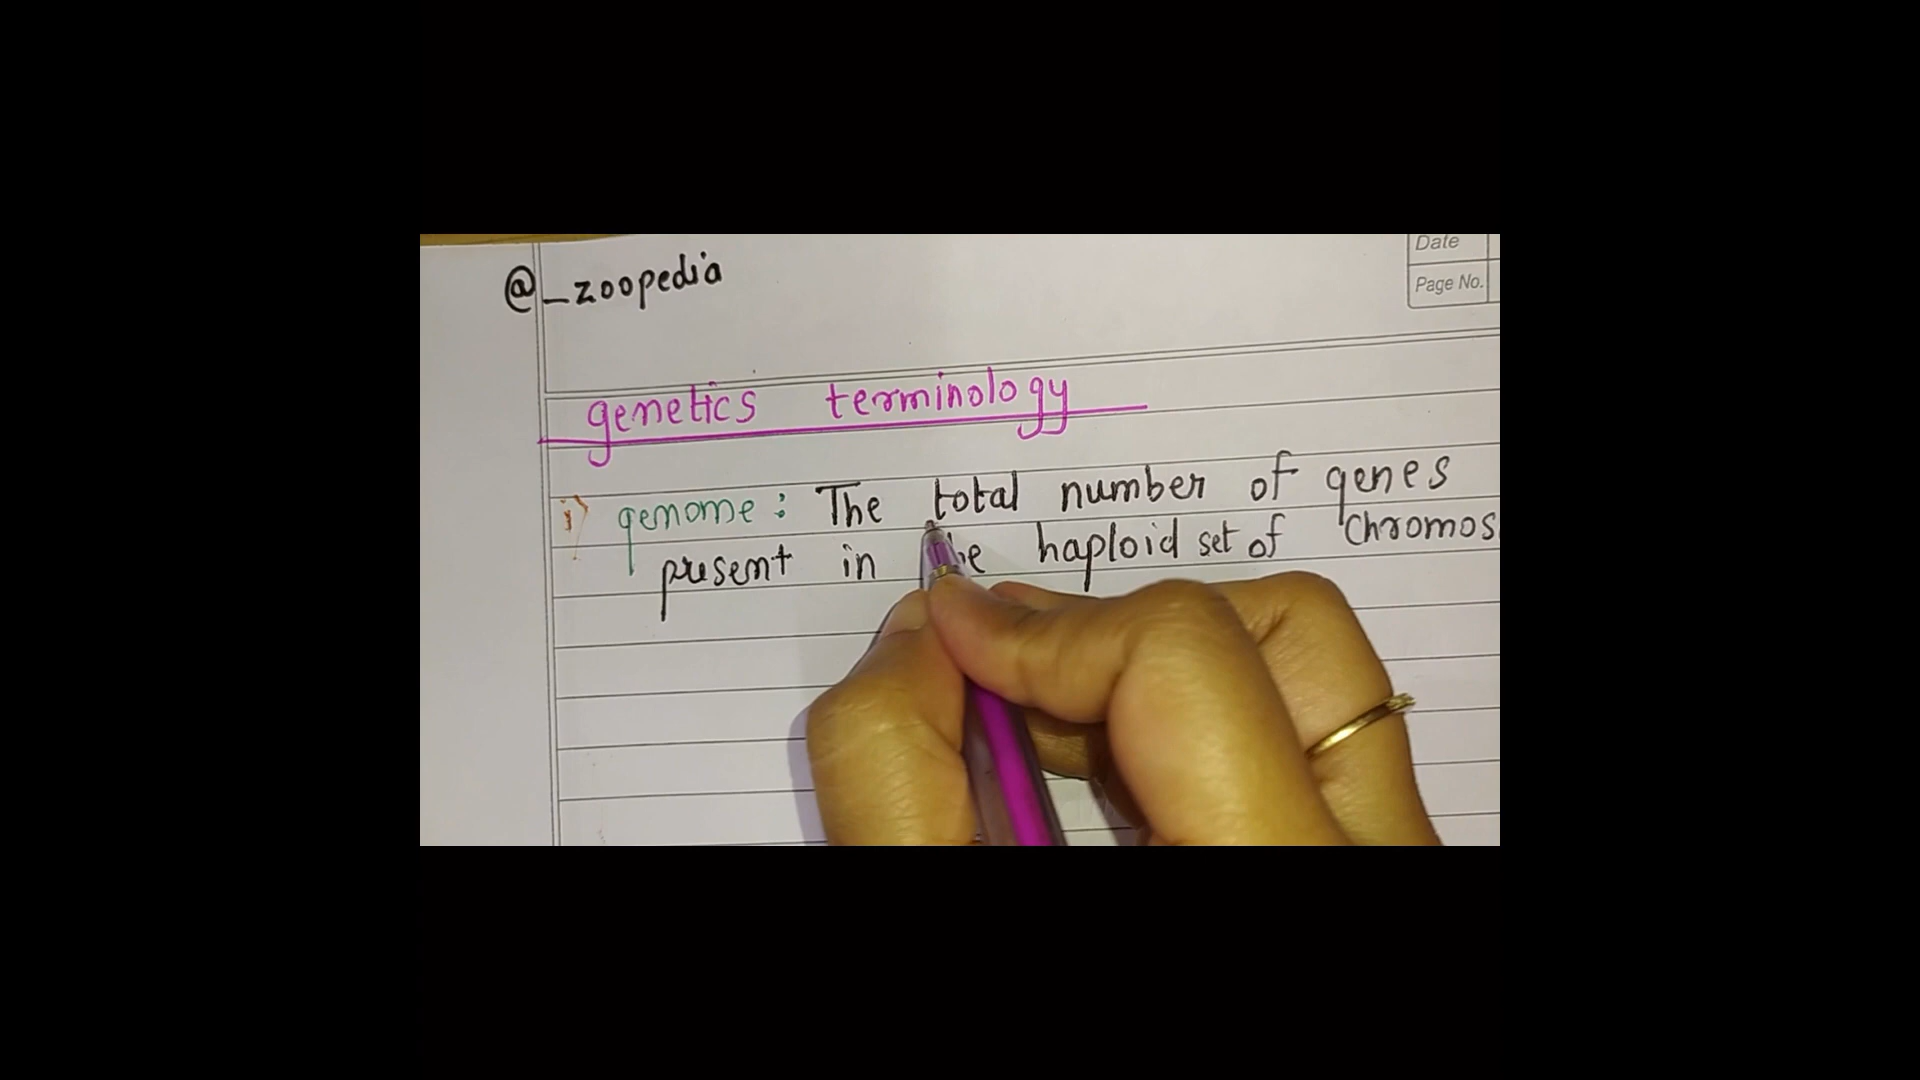 Date
Page No.
@_zoopedia
genetics terminology
i) genome: The total number of genes
present in the haploid set of Chromos